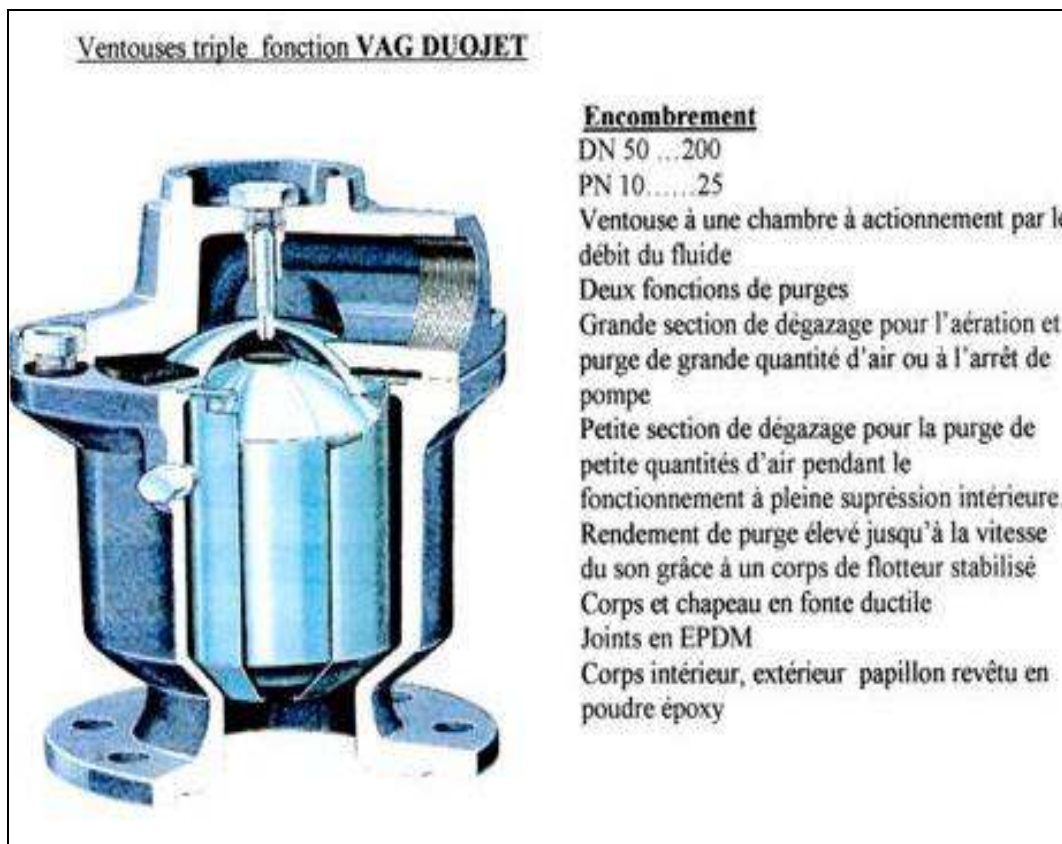 Ventouses triple fonction VAG DUOJET
Encombrement
DN 50 ...200
PN 10......25
Ventouse à une chambre à actionnement par le
débit du fluide
Deux fonctions de purges
Grande section de dégazage pour l'aération et
purge de grande quantité d'air ou à l'arrêt de
pompe
Petite section de dégazage pour la purge de
petite quantités d'air pendant le
fonctionnement à pleine supréssion intérieure
Rendement de purge élevé jusqu'à la vitesse
du son grâce à un corps de flotteur stabilisé
Corps et chapeau en fonte ductile
Joints en EPDM
Corps intérieur, extérieur papillon revêtu en
poudre époxy